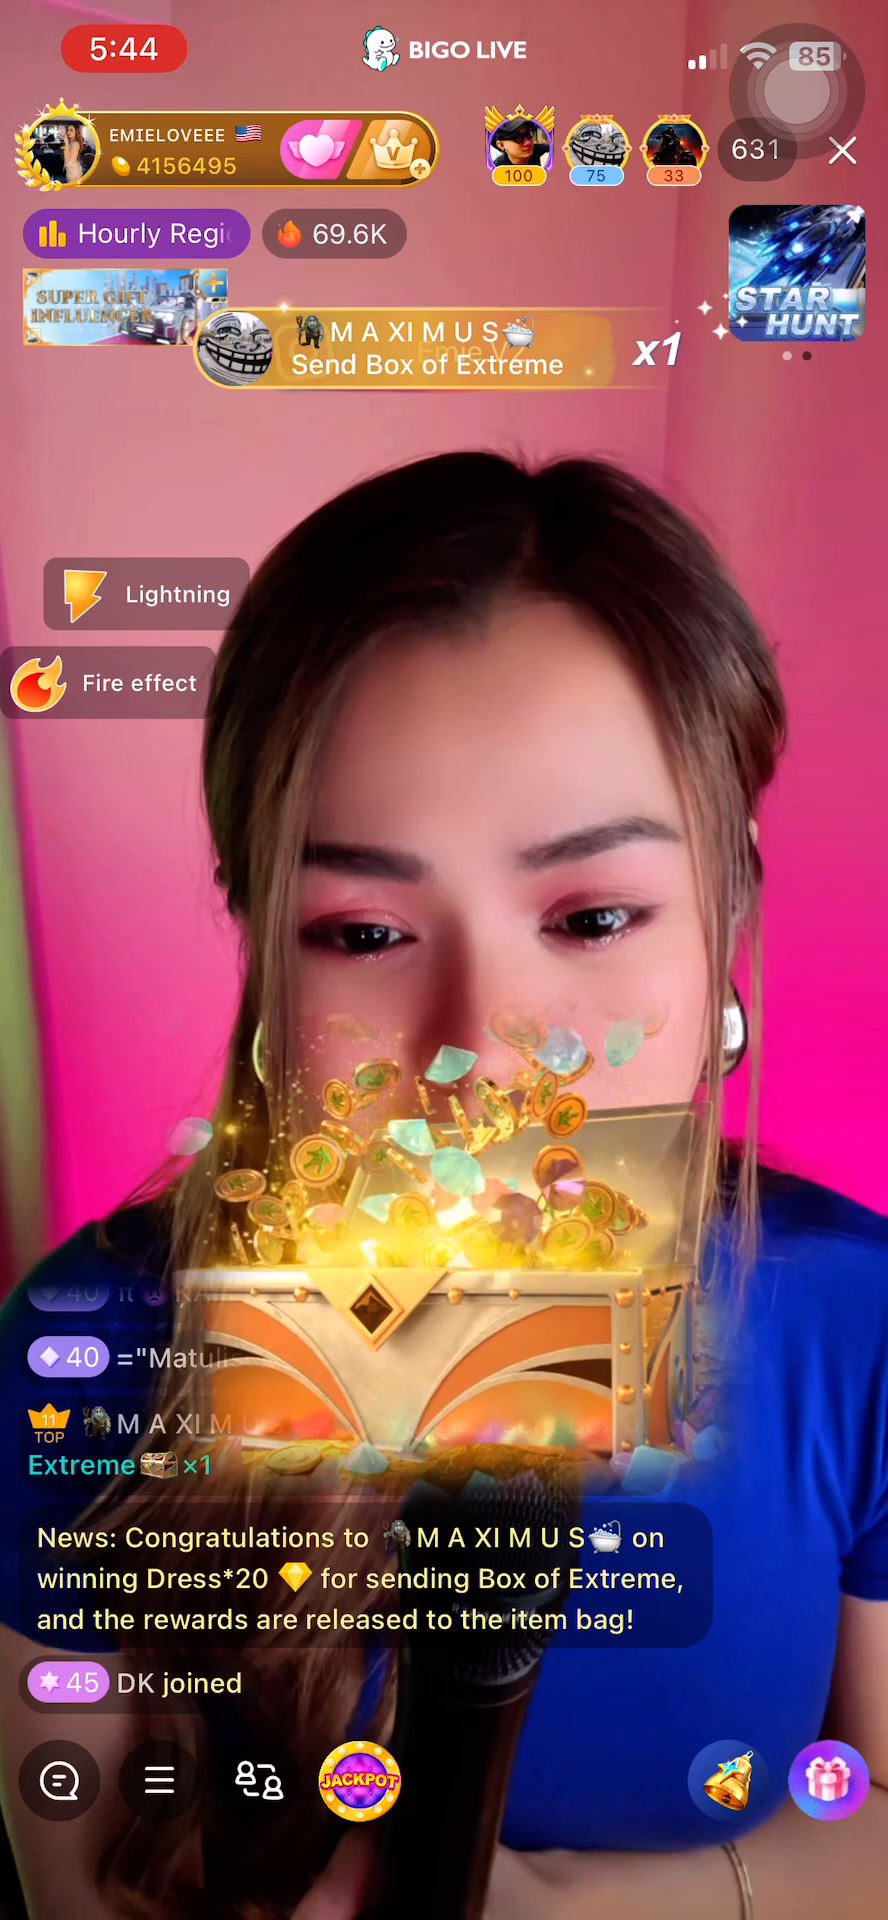 5:44
BIGO LIVE
85
EMIELOVEEE
4156495
V
100
75
33
631
Hourly Regi
69.6K
SUPER GIFT
INFLUENCER
STAR
HUNT
M A XI M U S
Send Box of Extreme
x1
Lightning
Fire effect
40
40 ="Matulis
11
TOP
M A XI M U
Extreme ×1
News: Congratulations to M A XI M U S on
winning Dress*20 for sending Box of Extreme,
and the rewards are released to the item bag!
45 DK joined
JACKPOT